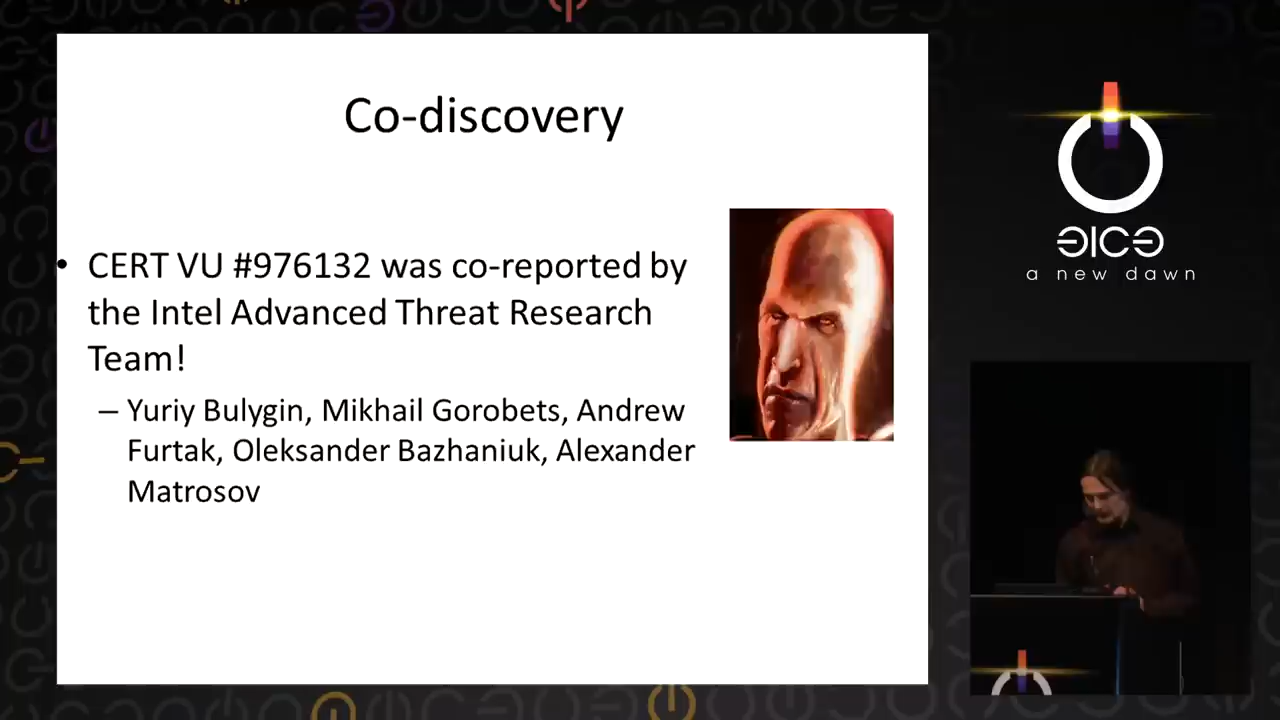 Co-discovery
• CERT VU #976132 was co-reported by
the Intel Advanced Threat Research
Team!
– Yuriy Bulygin, Mikhail Gorobets, Andrew
Furtak, Oleksander Bazhaniuk, Alexander
Matrosov
a new dawn